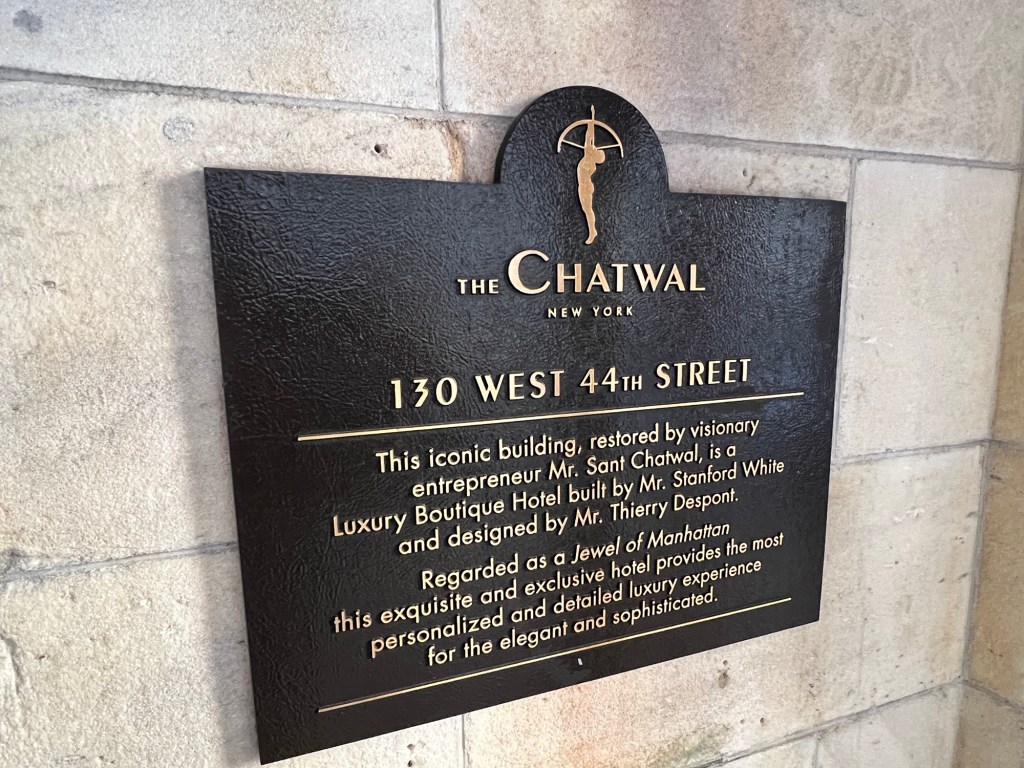 THE CHATWAL
NEW YORK
130 WEST 44TH STREET
This iconic building, restored by visionary
entrepreneur Mr. Sant Chatwal, is a
Luxury Boutique Hotel built by Mr. Stanford White
and designed by Mr. Thierry Despont.
Regarded as a Jewel of Manhattan
this exquisite and exclusive hotel provides the most
personalized and detailed luxury experience
for the elegant and sophisticated.